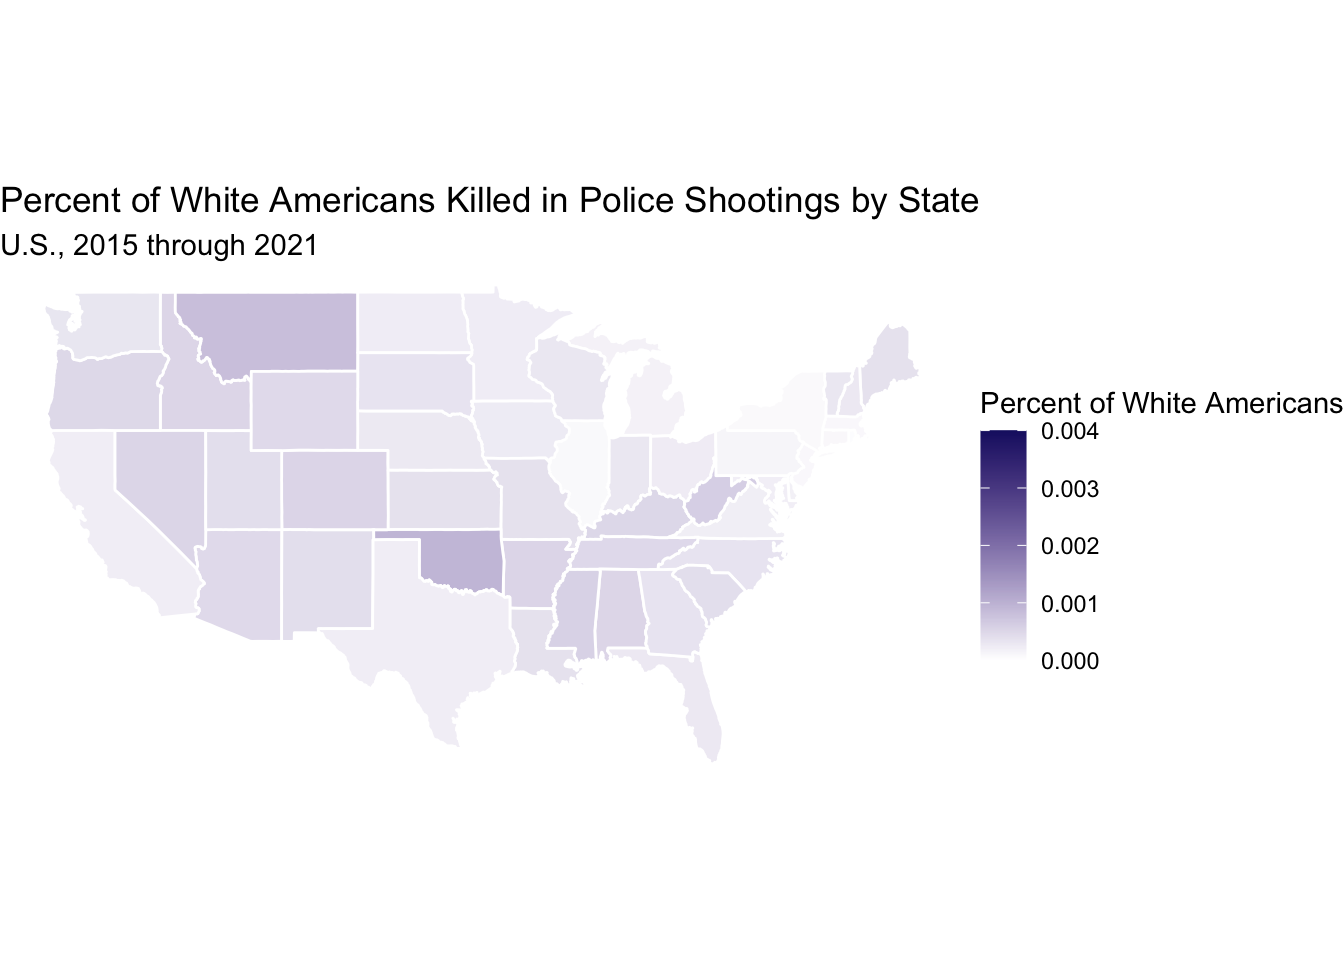 Percent of White Americans Killed in Police Shootings by State
U.S., 2015 through 2021
Percent of White Americans
0.004
0.003
0.002
0.001
0.000